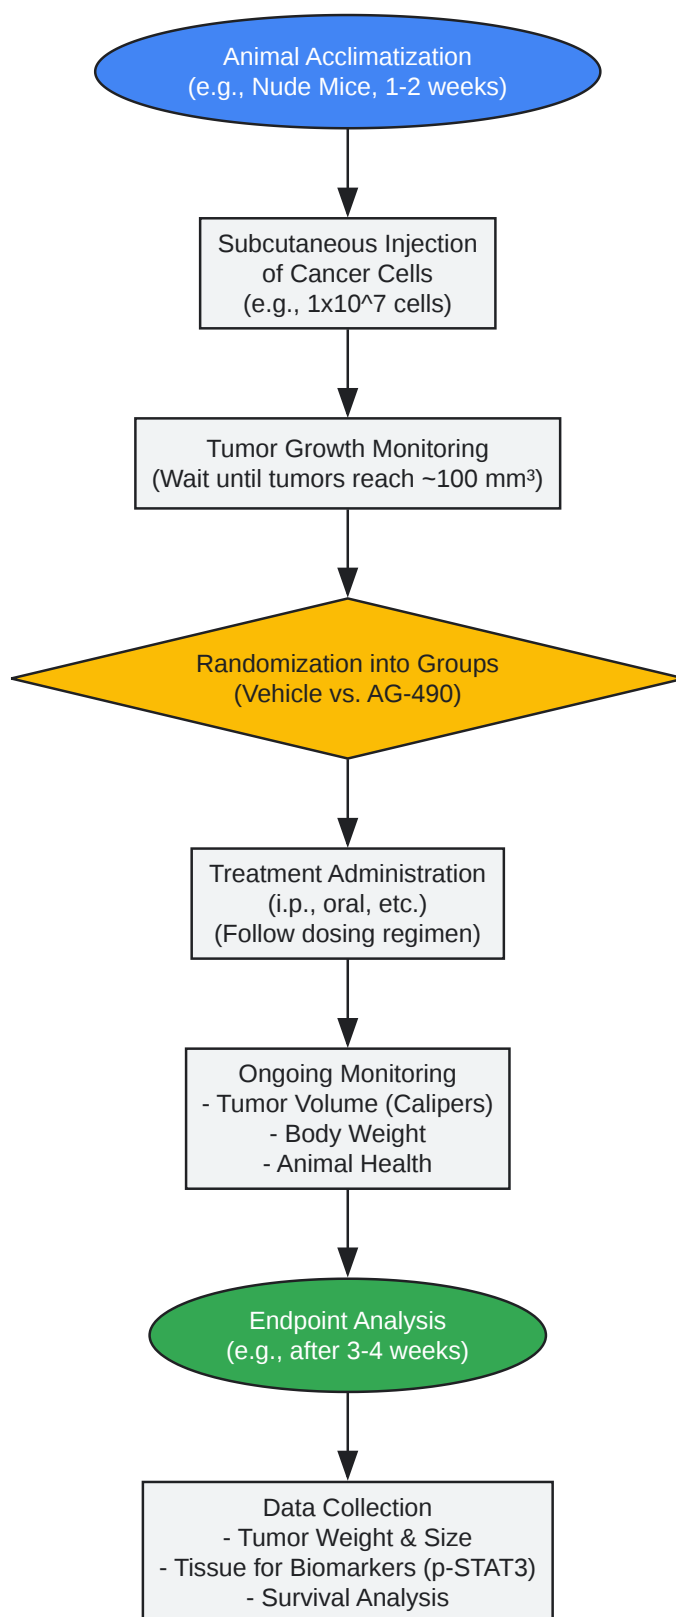 Animal Acclimatization
(e.g., Nude Mice, 1-2 weeks)
Subcutaneous Injection
of Cancer Cells
(e.g., 1x10^7 cells)
Tumor Growth Monitoring
(Wait until tumors reach ~100 mm³)
Randomization into Groups
(Vehicle vs. AG-490)
Treatment Administration
(i.p., oral, etc.)
(Follow dosing regimen)
Ongoing Monitoring
- Tumor Volume (Calipers)
- Body Weight
- Animal Health
Endpoint Analysis
(e.g., after 3-4 weeks)
Data Collection
- Tumor Weight & Size
- Tissue for Biomarkers (p-STAT3)
- Survival Analysis